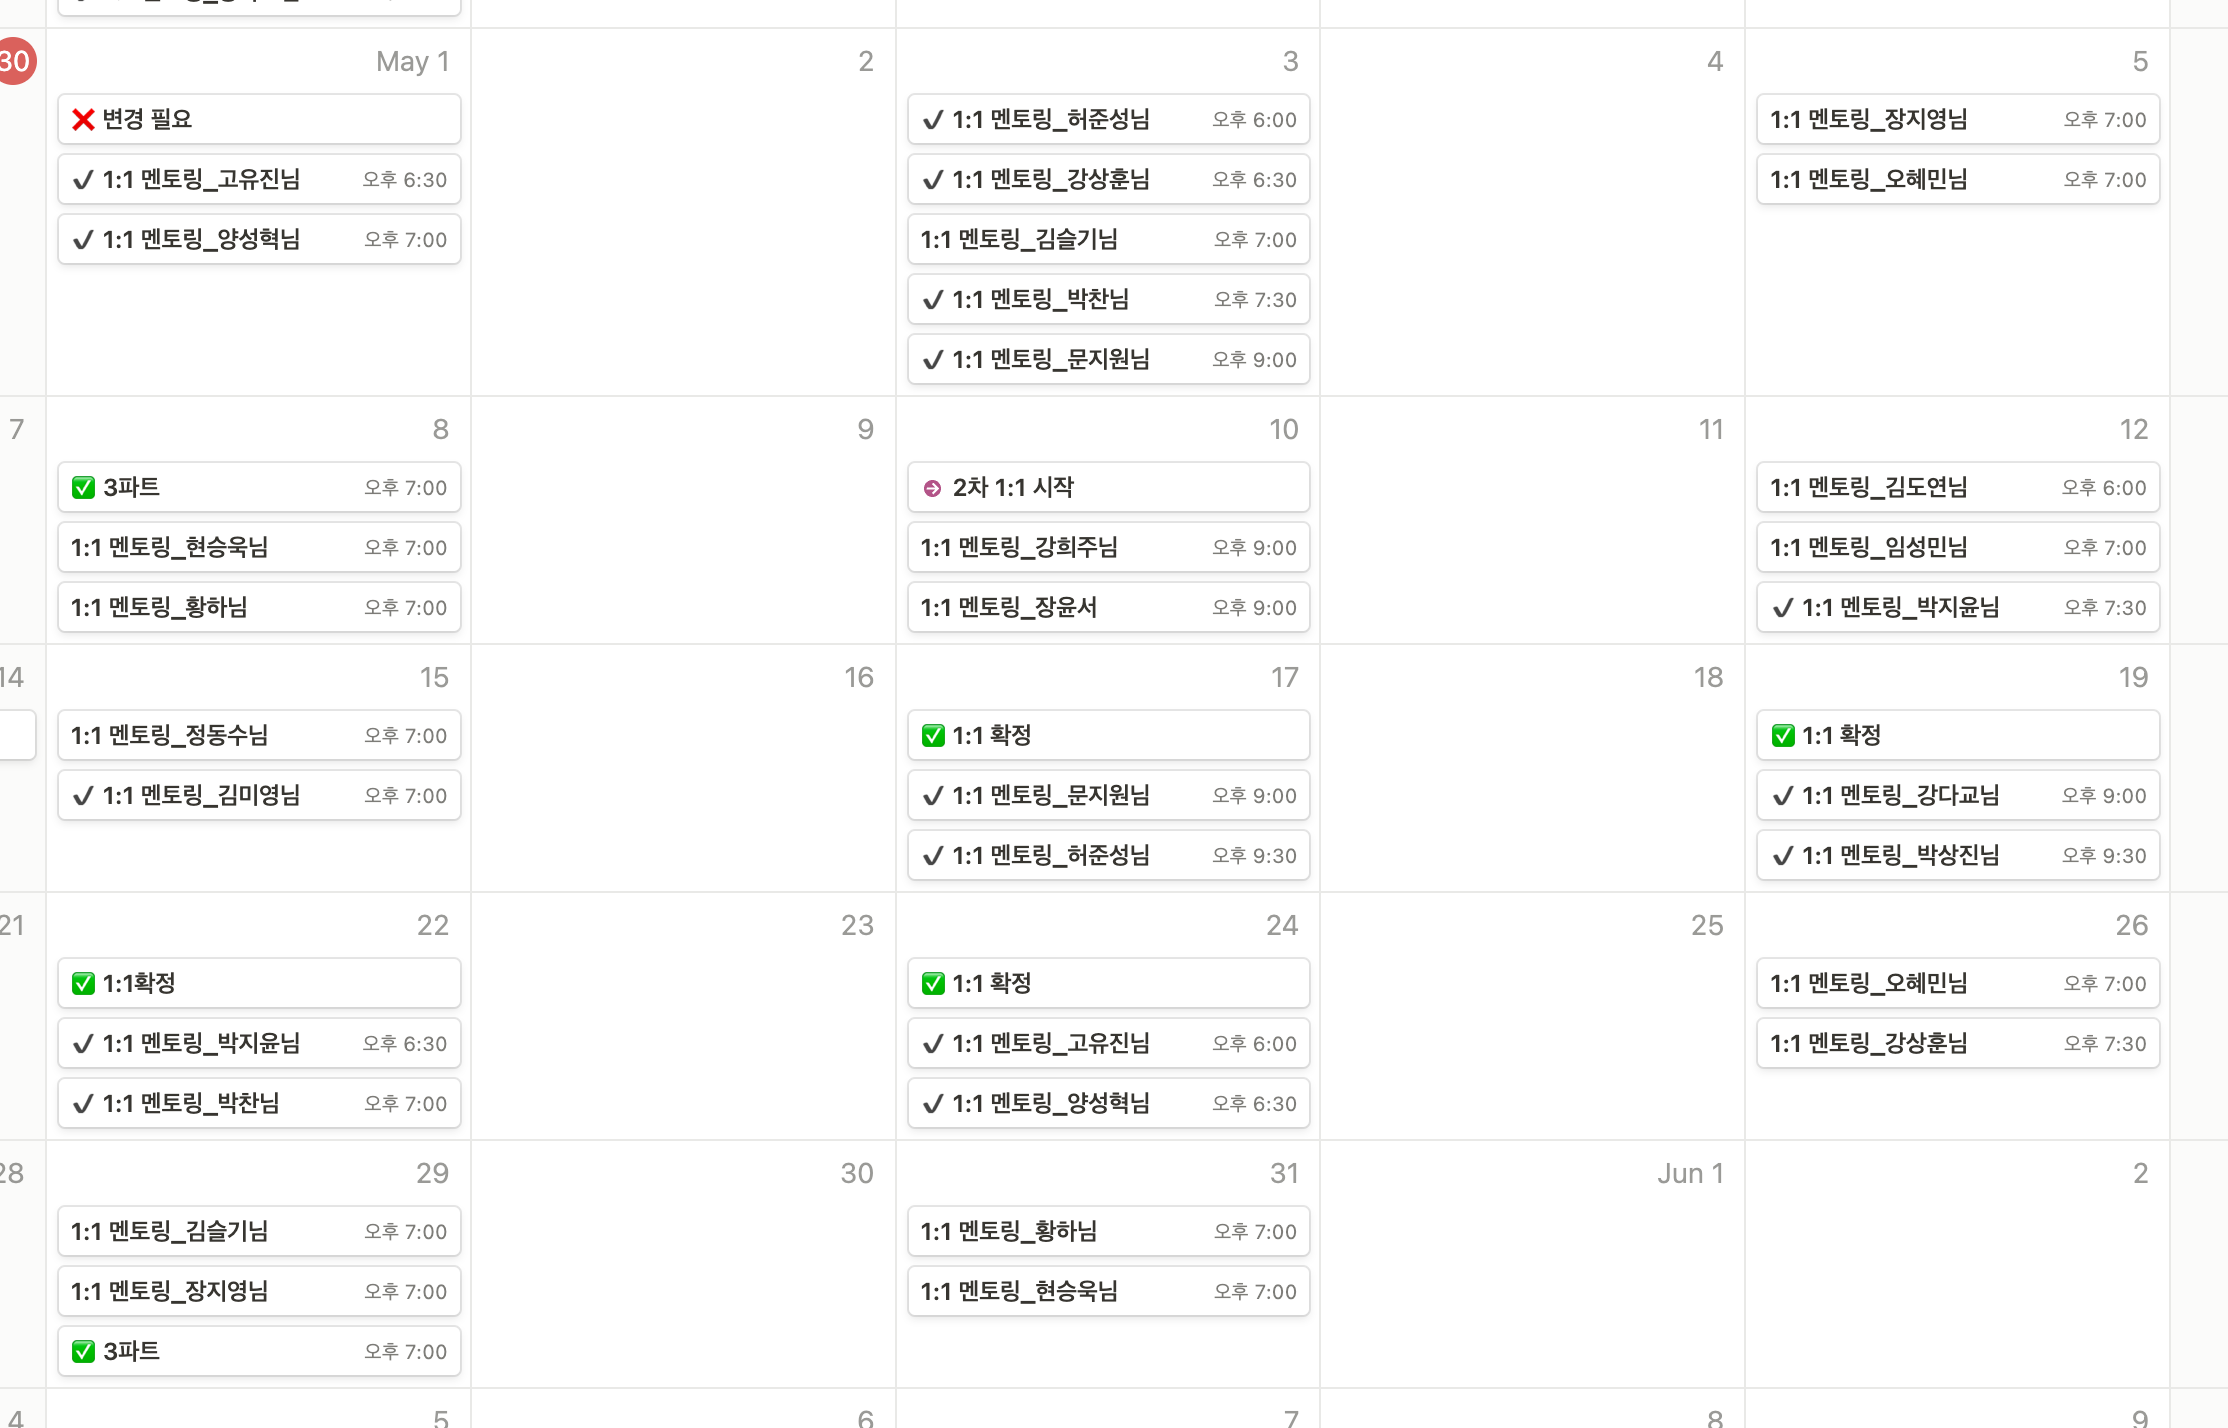 30
May 1
2
3
4
5
❌ 변경 필요
✔ 1:1 멘토링_고유진님 오후 6:30
✔ 1:1 멘토링_양성혁님 오후 7:00
✔ 1:1 멘토링_허준성님 오후 6:00
✔ 1:1 멘토링_강상훈님 오후 6:30
1:1 멘토링_김슬기님 오후 7:00
✔ 1:1 멘토링_박찬님 오후 7:30
✔ 1:1 멘토링_문지원님 오후 9:00
1:1 멘토링_장지영님 오후 7:00
1:1 멘토링_오혜민님 오후 7:00
7
8
9
10
11
12
✅ 3파트 오후 7:00
1:1 멘토링_현승욱님 오후 7:00
1:1 멘토링_황하님 오후 7:00
2차 1:1 시작
1:1 멘토링_강희주님 오후 9:00
1:1 멘토링_장윤서 오후 9:00
1:1 멘토링_김도연님 오후 6:00
1:1 멘토링_임성민님 오후 7:00
✔ 1:1 멘토링_박지윤님 오후 7:30
14
15
16
17
18
19
1:1 멘토링_정동수님 오후 7:00
✔ 1:1 멘토링_김미영님 오후 7:00
✅ 1:1 확정
✔ 1:1 멘토링_문지원님 오후 9:00
✔ 1:1 멘토링_허준성님 오후 9:30
✅ 1:1 확정
✔ 1:1 멘토링_강다교님 오후 9:00
✔ 1:1 멘토링_박상진님 오후 9:30
21
22
23
24
25
26
✅ 1:1확정
✔ 1:1 멘토링_박지윤님 오후 6:30
✔ 1:1 멘토링_박찬님 오후 7:00
✅ 1:1 확정
✔ 1:1 멘토링_고유진님 오후 6:00
✔ 1:1 멘토링_양성혁님 오후 6:30
1:1 멘토링_오혜민님 오후 7:00
1:1 멘토링_강상훈님 오후 7:30
28
29
30
31
Jun 1
2
1:1 멘토링_김슬기님 오후 7:00
1:1 멘토링_장지영님 오후 7:00
✅ 3파트 오후 7:00
1:1 멘토링_황하님 오후 7:00
1:1 멘토링_현승욱님 오후 7:00
4
5
6
7
8
9